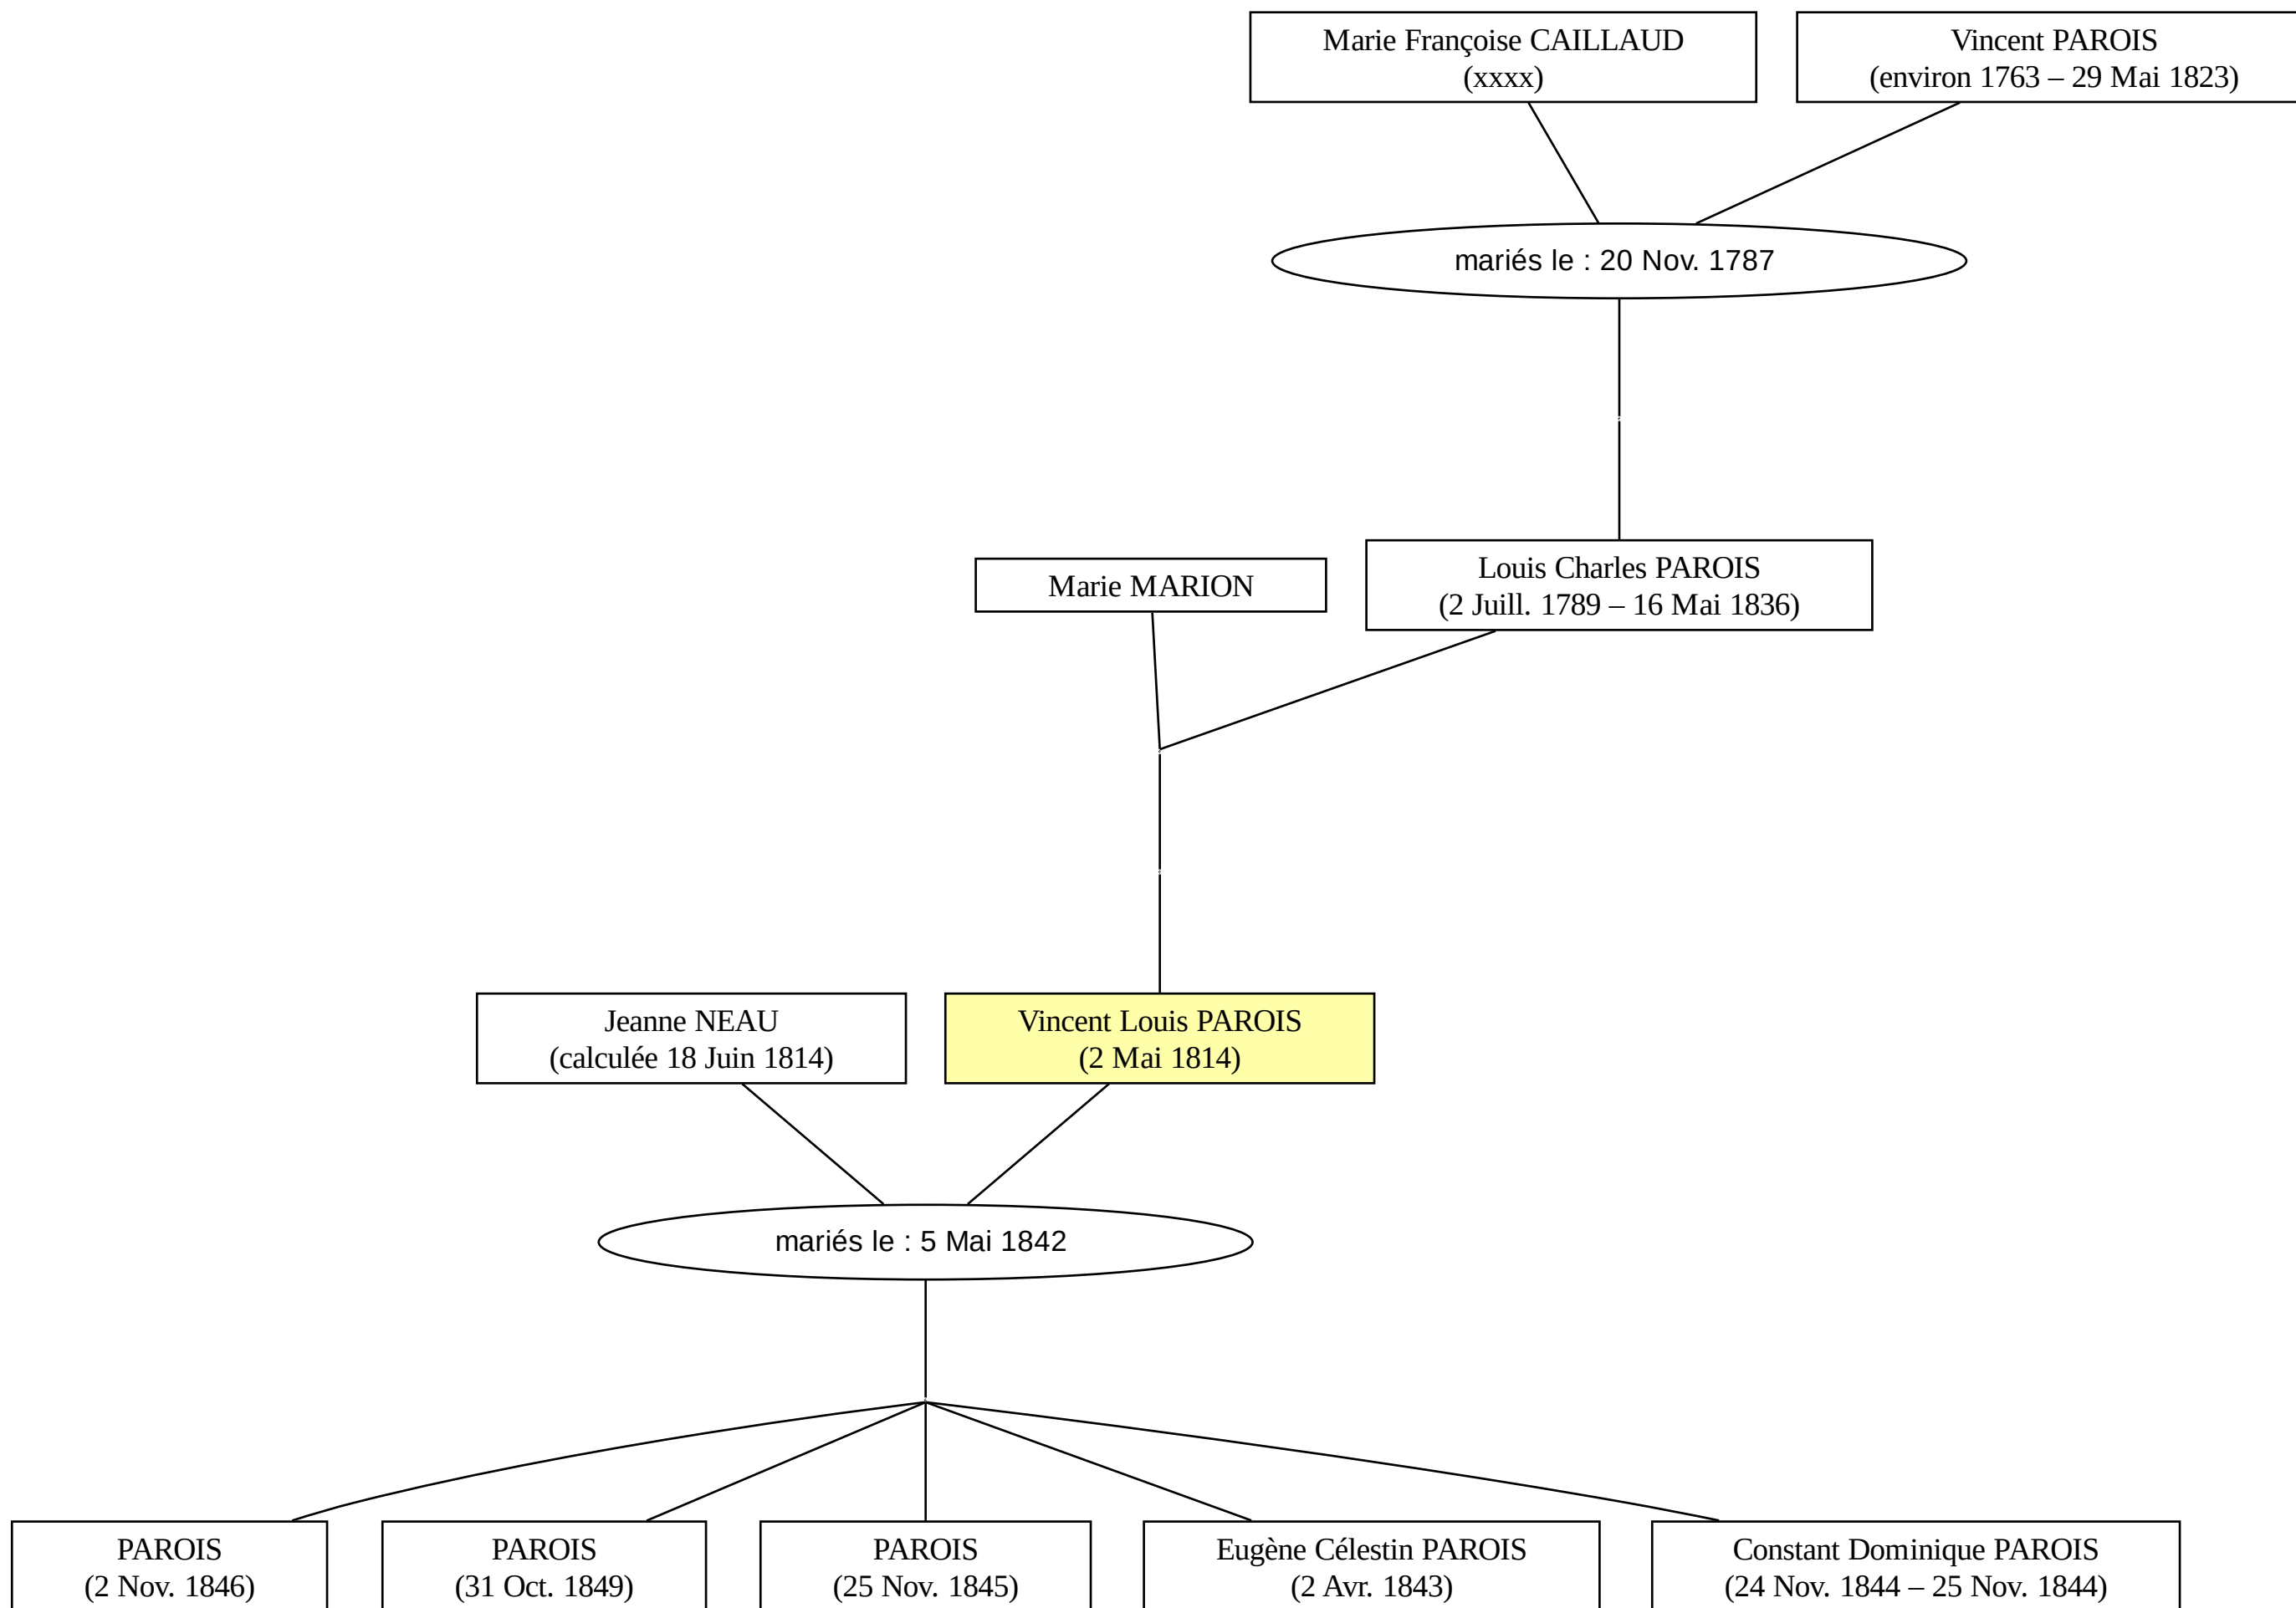 Marie Françoise CAILLAUD
(xxxx)
Vincent PAROIS
(environ 1763 – 29 Mai 1823)
mariés le : 20 Nov. 1787
Marie MARION
Louis Charles PAROIS
(2 Juill. 1789 – 16 Mai 1836)
Jeanne NEAU
(calculée 18 Juin 1814)
Vincent Louis PAROIS
(2 Mai 1814)
mariés le : 5 Mai 1842
PAROIS
(2 Nov. 1846)
PAROIS
(31 Oct. 1849)
PAROIS
(25 Nov. 1845)
Eugène Célestin PAROIS
(2 Avr. 1843)
Constant Dominique PAROIS
(24 Nov. 1844 – 25 Nov. 1844)